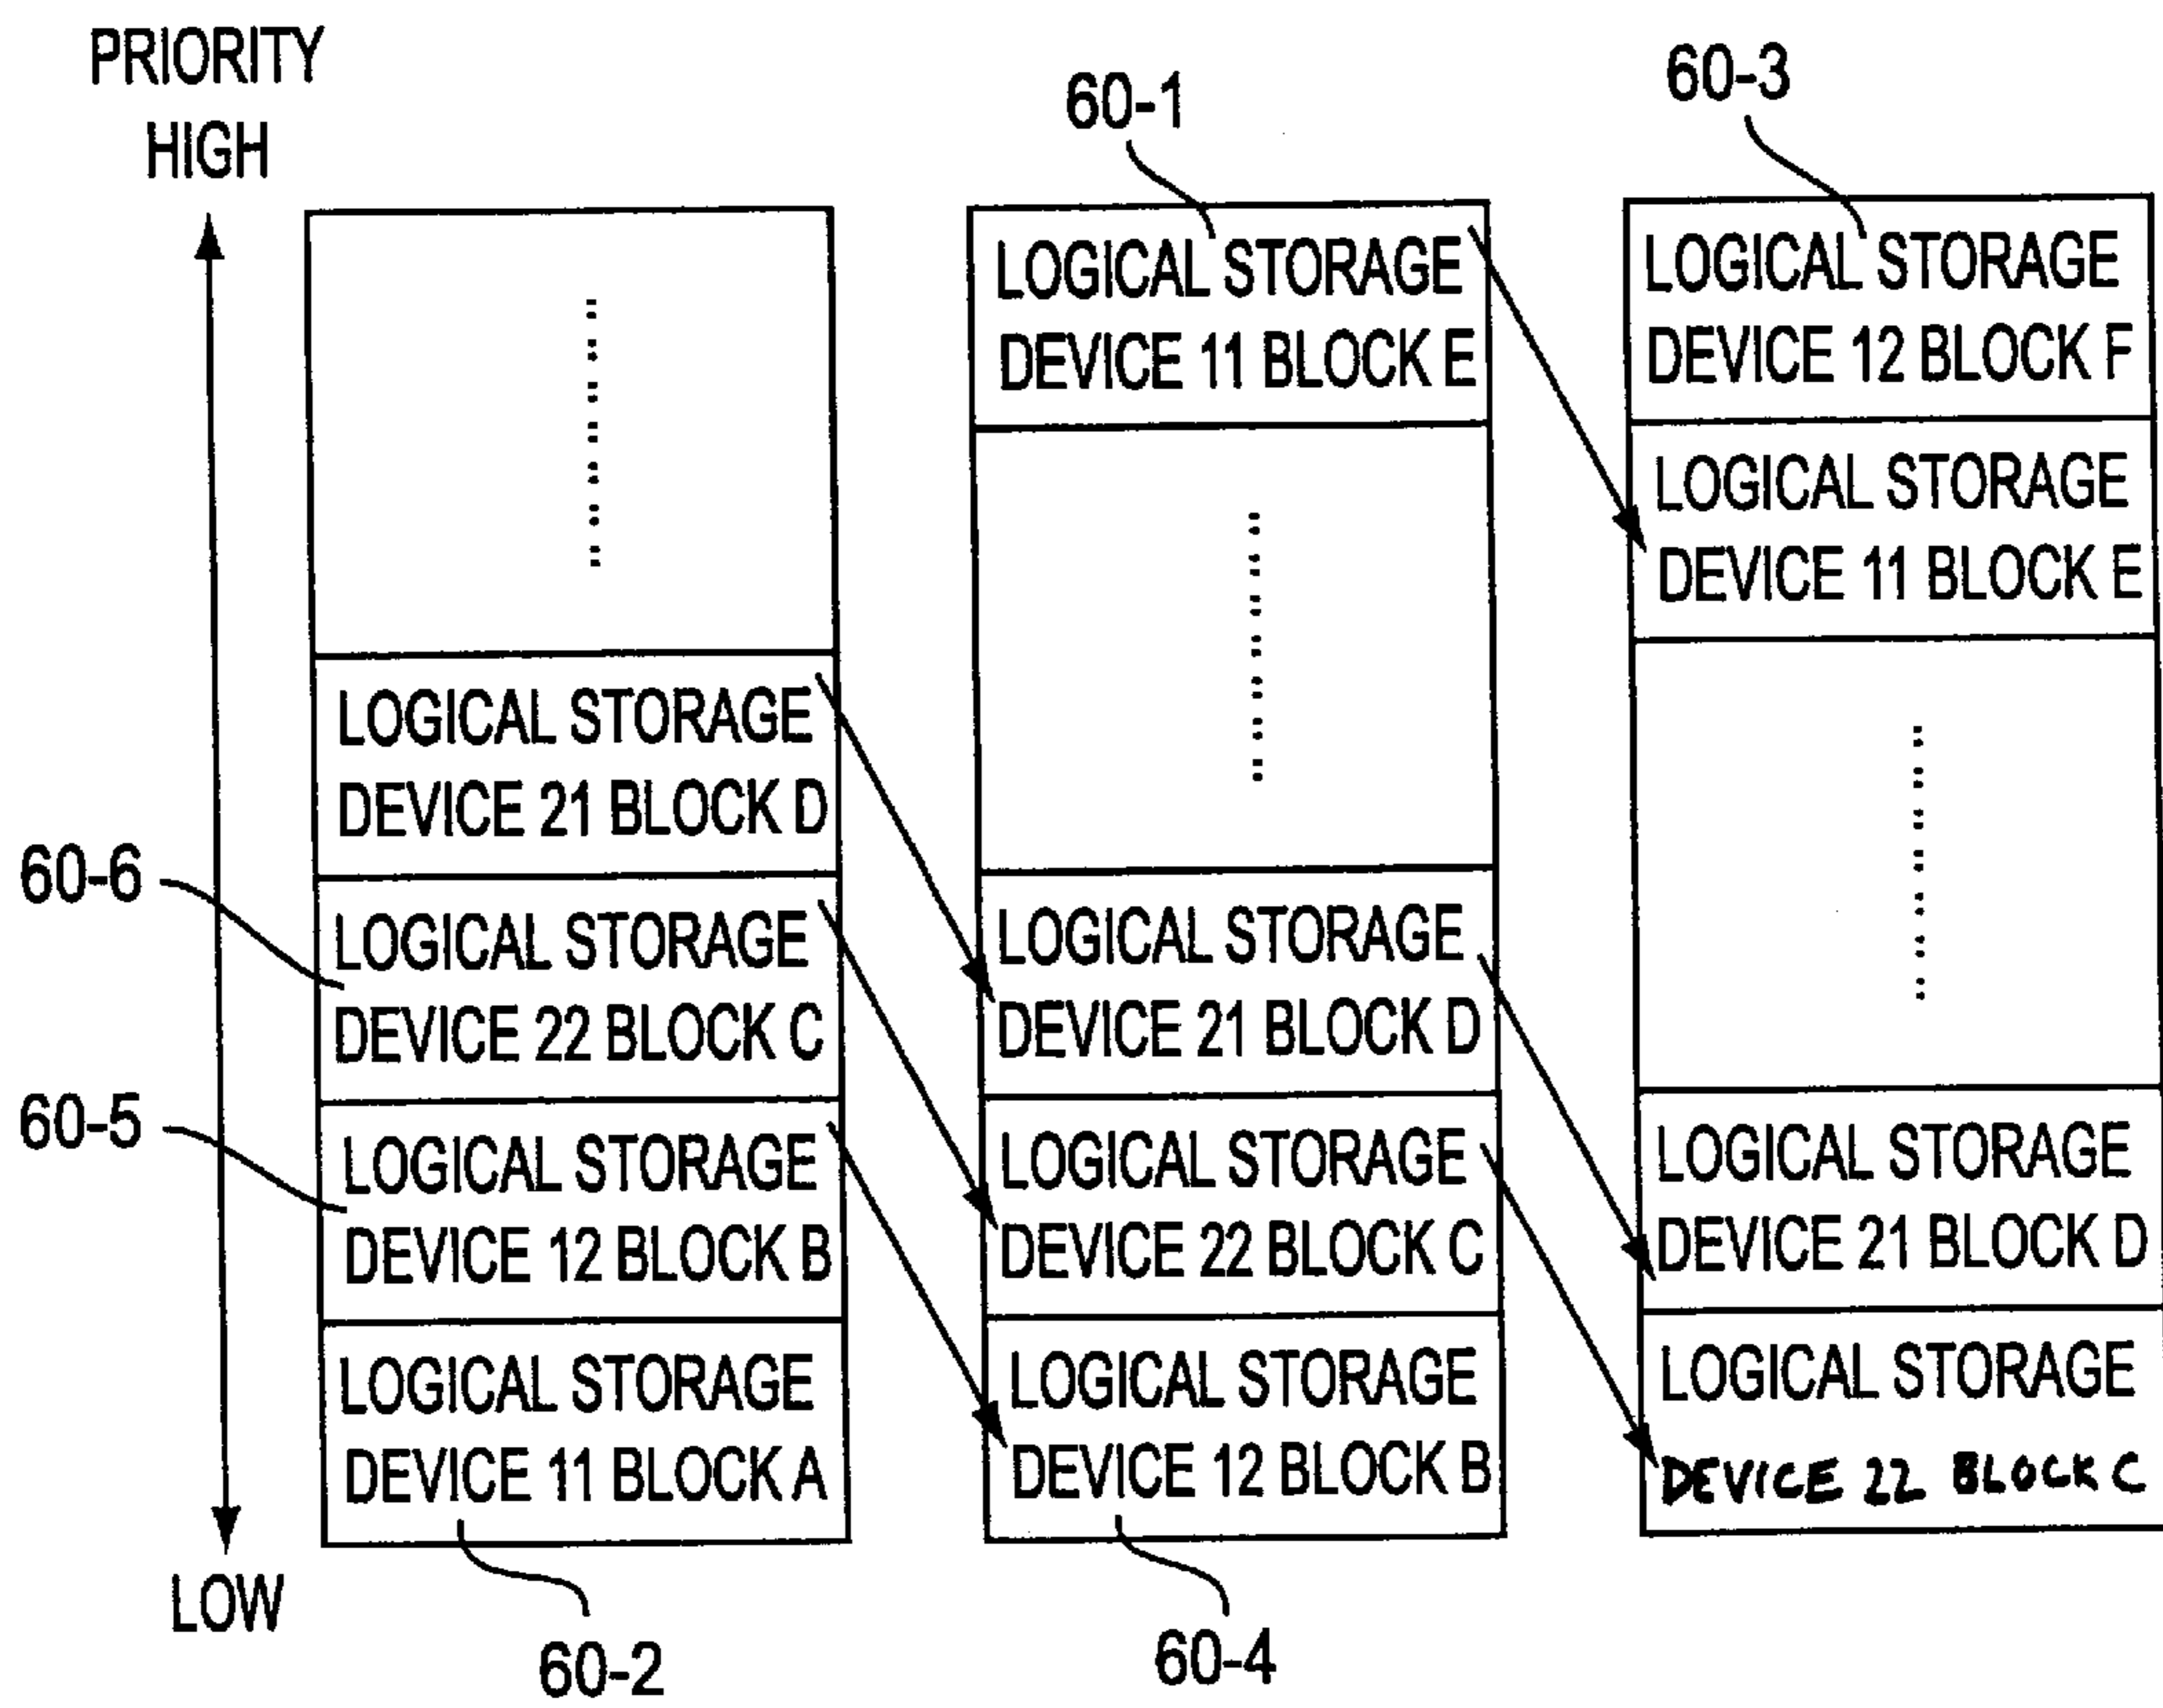 PRIORITY
HIGH
60-1
60-3
LOGICAL STORAGE
DEVICE 21 BLOCK D
60-6
LOGICAL STORAGE
DEVICE 22 BLOCK C
60-5
LOGICAL STORAGE
DEVICE 12 BLOCK B
LOGICAL STORAGE
DEVICE 11 BLOCK A
LOW
60-2
LOGICAL STORAGE
DEVICE 11 BLOCK E
LOGICAL STORAGE
DEVICE 21 BLOCK D
LOGICAL STORAGE
DEVICE 22 BLOCK C
LOGICAL STORAGE
DEVICE 12 BLOCK B
60-4
LOGICAL STORAGE
DEVICE 12 BLOCK F
LOGICAL STORAGE
DEVICE 11 BLOCK E
LOGICAL STORAGE
DEVICE 21 BLOCK D
LOGICAL STORAGE
DEVICE 22 BLOCK C